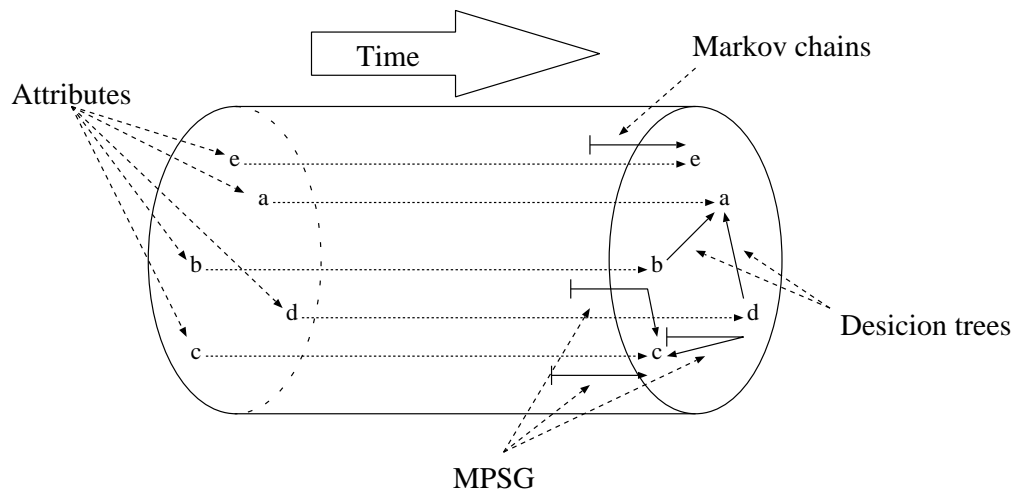 Time
Markov chains
Attributes
e
e
a
a
b
b
d
d
Desicion trees
c
c
MPSG